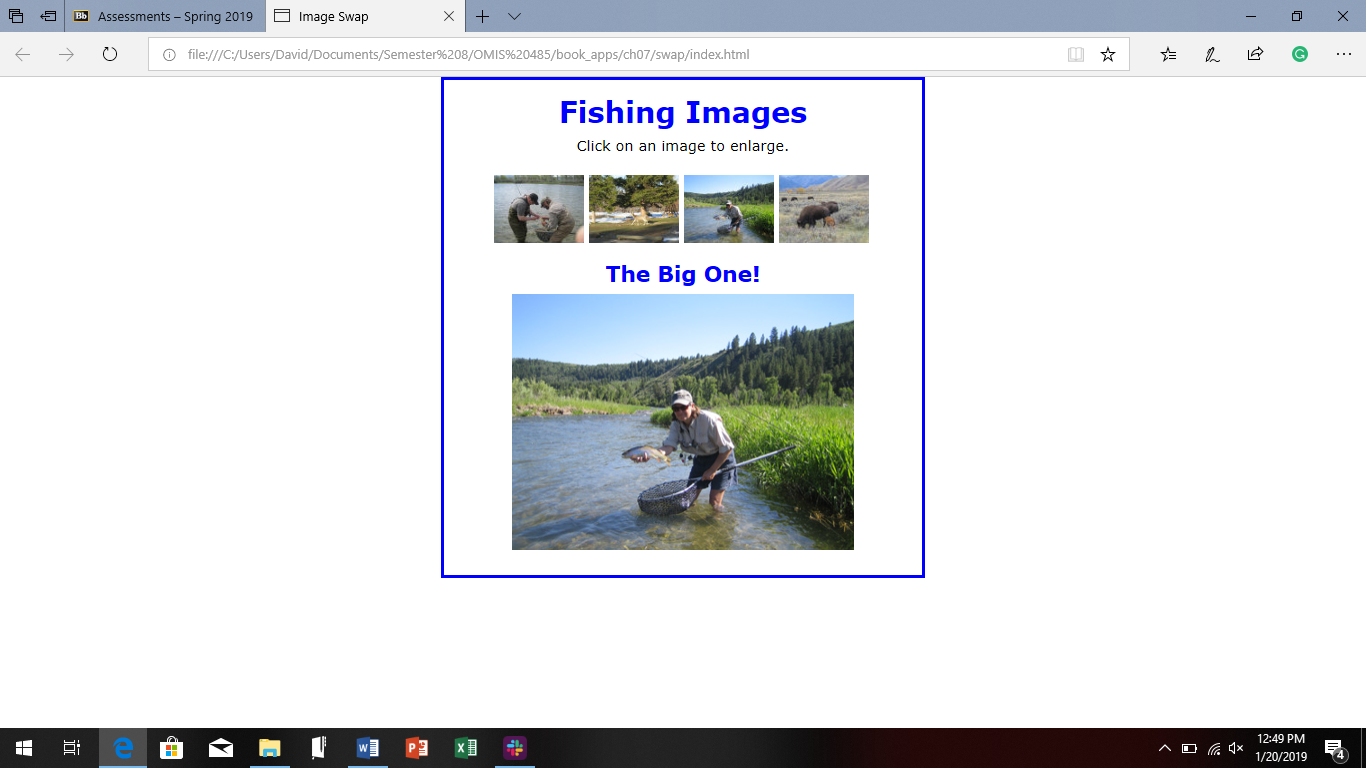 Bb Assessments – Spring 2019 Image Swap
file:///C:/Users/David/Documents/Semester%208/OMIS%20485/book_apps/ch07/swap/index.html G
Fishing Images
Click on an image to enlarge.
The Big One!
12:49 PM
1/20/2019
4